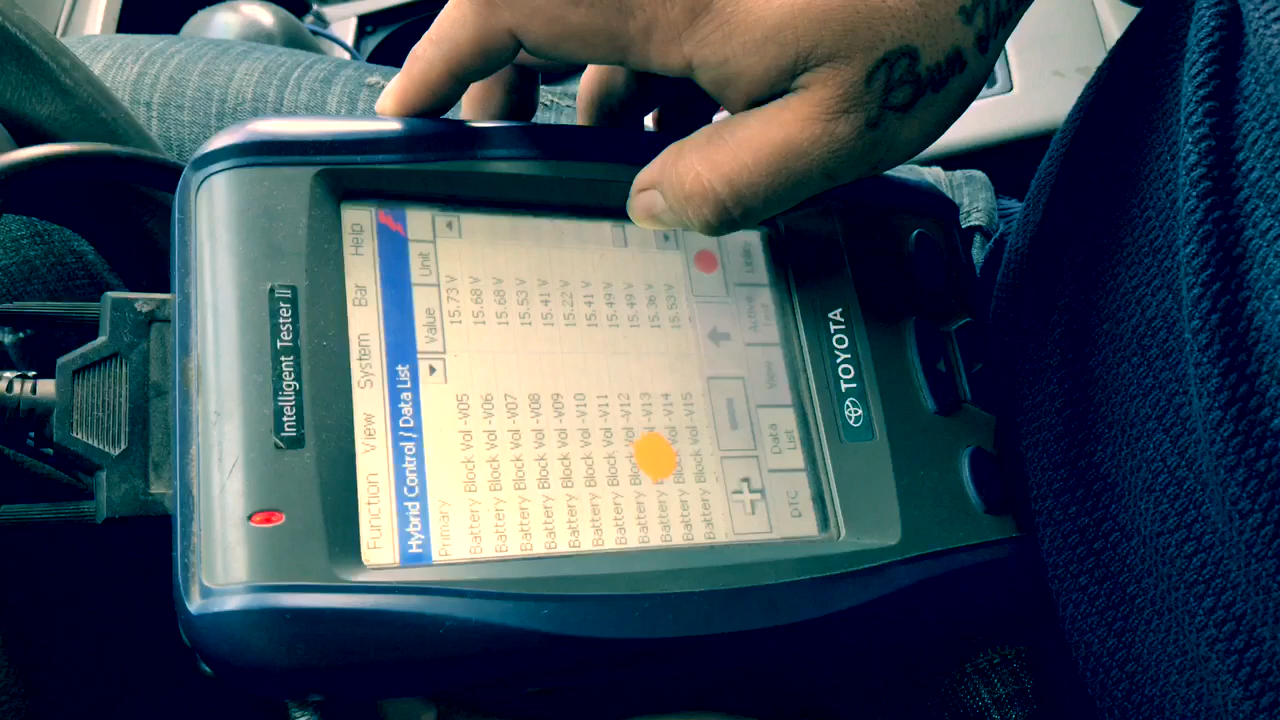 Intelligent Tester II
Function View System Bar Help
Hybrid Control / Data List
Primary Value Unit
Battery Block Vol -V05 15.73 V
Battery Block Vol -V06 15.68 V
Battery Block Vol -V07 15.68 V
Battery Block Vol -V08 15.53 V
Battery Block Vol -V09 15.41 V
Battery Block Vol -V10 15.22 V
Battery Block Vol -V11 15.41 V
Battery Block Vol -V12 15.49 V
Battery -V13 15.49 V
Battery Block Vol -V14 15.36 V
Battery Block Vol -V15 15.53 V
DTC Data List View Active Test Utility
TOYOTA